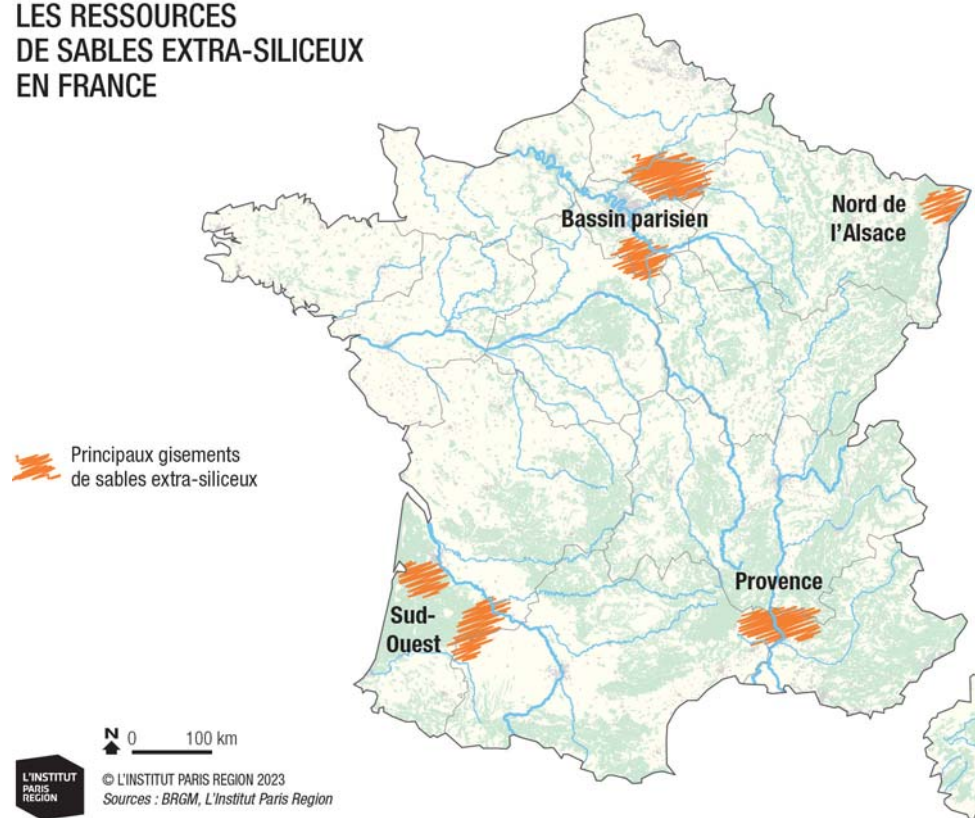 LES RESSOURCES
DE SABLES EXTRA-SILICEUX
EN FRANCE
Bassin parisien
Nord de
l'Alsace
Principaux gisements
de sables extra-siliceux
Provence
Sud-
Ouest
N 0 100 km
L'INSTITUT
PARIS
REGION
© L'INSTITUT PARIS REGION 2023
Sources : BRGM, L'Institut Paris Region